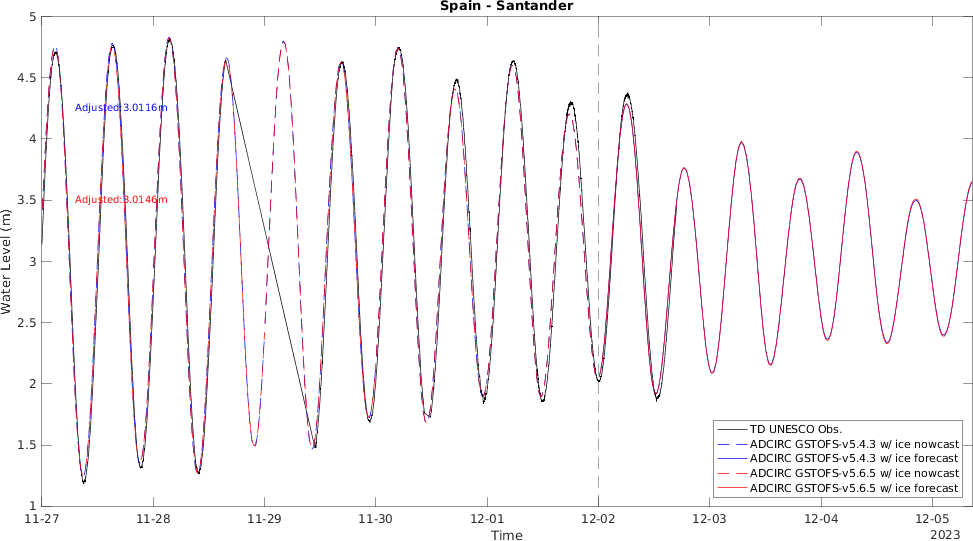 Spain - Santander
5
4.5
4
3.5
3
2.5
2
1.5
1
Water Level (m)
Adjusted:3.0116m
Adjusted:3.0146m
TD UNESCO Obs.
ADCIRC GSTOFS-v5.4.3 w/ ice nowcast
ADCIRC GSTOFS-v5.4.3 w/ ice forecast
ADCIRC GSTOFS-v5.6.5 w/ ice nowcast
ADCIRC GSTOFS-v5.6.5 w/ ice forecast
11-27 11-28 11-29 11-30 12-01 12-02 12-03 12-04 12-05
Time
2023